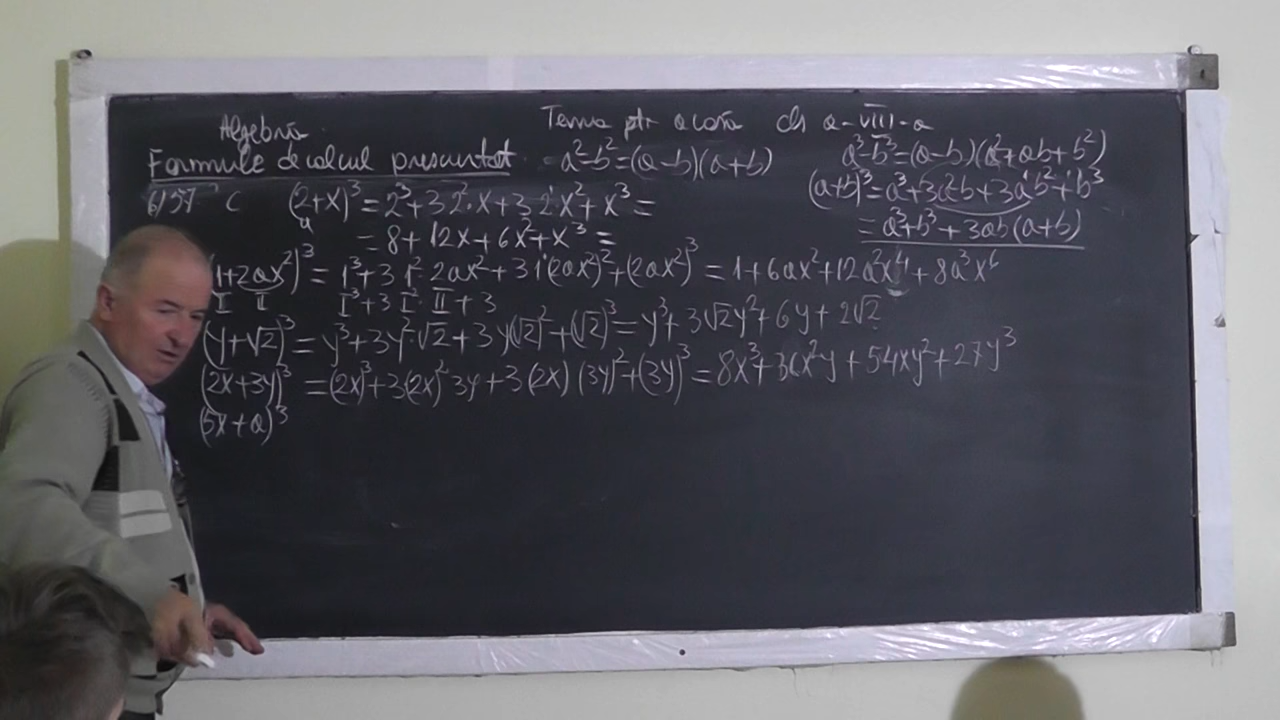 Algebra Tema ptr acasă cls a-VIII-a
Formule de calcul prescurtat a²-b²=(a-b)(a+b) a³-b³=(a-b)(a²+ab+b²)
6/57 C (2+x)³=2³+3·2²·x+3·2·x²+x³= (a+b)³=a³+3a²b+3ab²+b³
=8+12x+6x²+x³= =a³+b³+3ab(a+b)
1+2ax²)³=1³+3·1²·2ax²+3·1(2ax²)²+(2ax²)³=1+6ax²+12a²x⁴+8a³x⁶
I II I³+3 I² II+3
(y+√2)³=y³+3y²·√2+3y(√2)²+(√2)³=y³+3√2y²+6y+2√2
(2x+3y)³=(2x)³+3(2x)²3y+3(2x)(3y)²+(3y)³=8x³+36x²y+54xy²+27y³
(5x+a)³